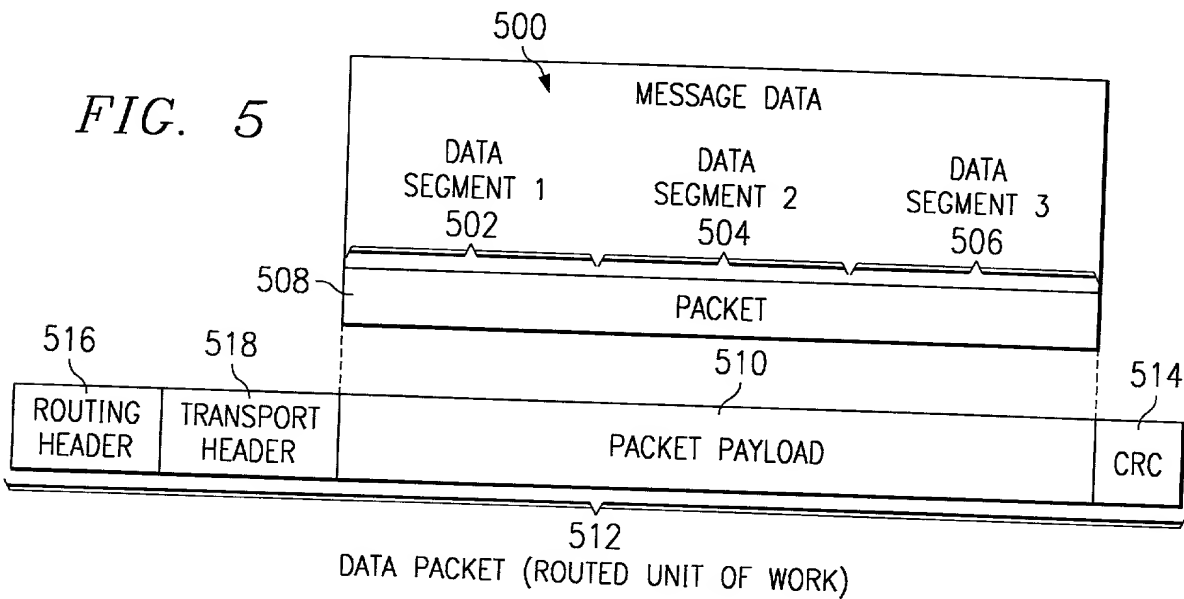 500
FIG. 5
MESSAGE DATA
DATA SEGMENT 1 502
DATA SEGMENT 2 504
DATA SEGMENT 3 506
508
PACKET
516
518
510
514
ROUTING HEADER
TRANSPORT HEADER
PACKET PAYLOAD
CRC
512
DATA PACKET (ROUTED UNIT OF WORK)